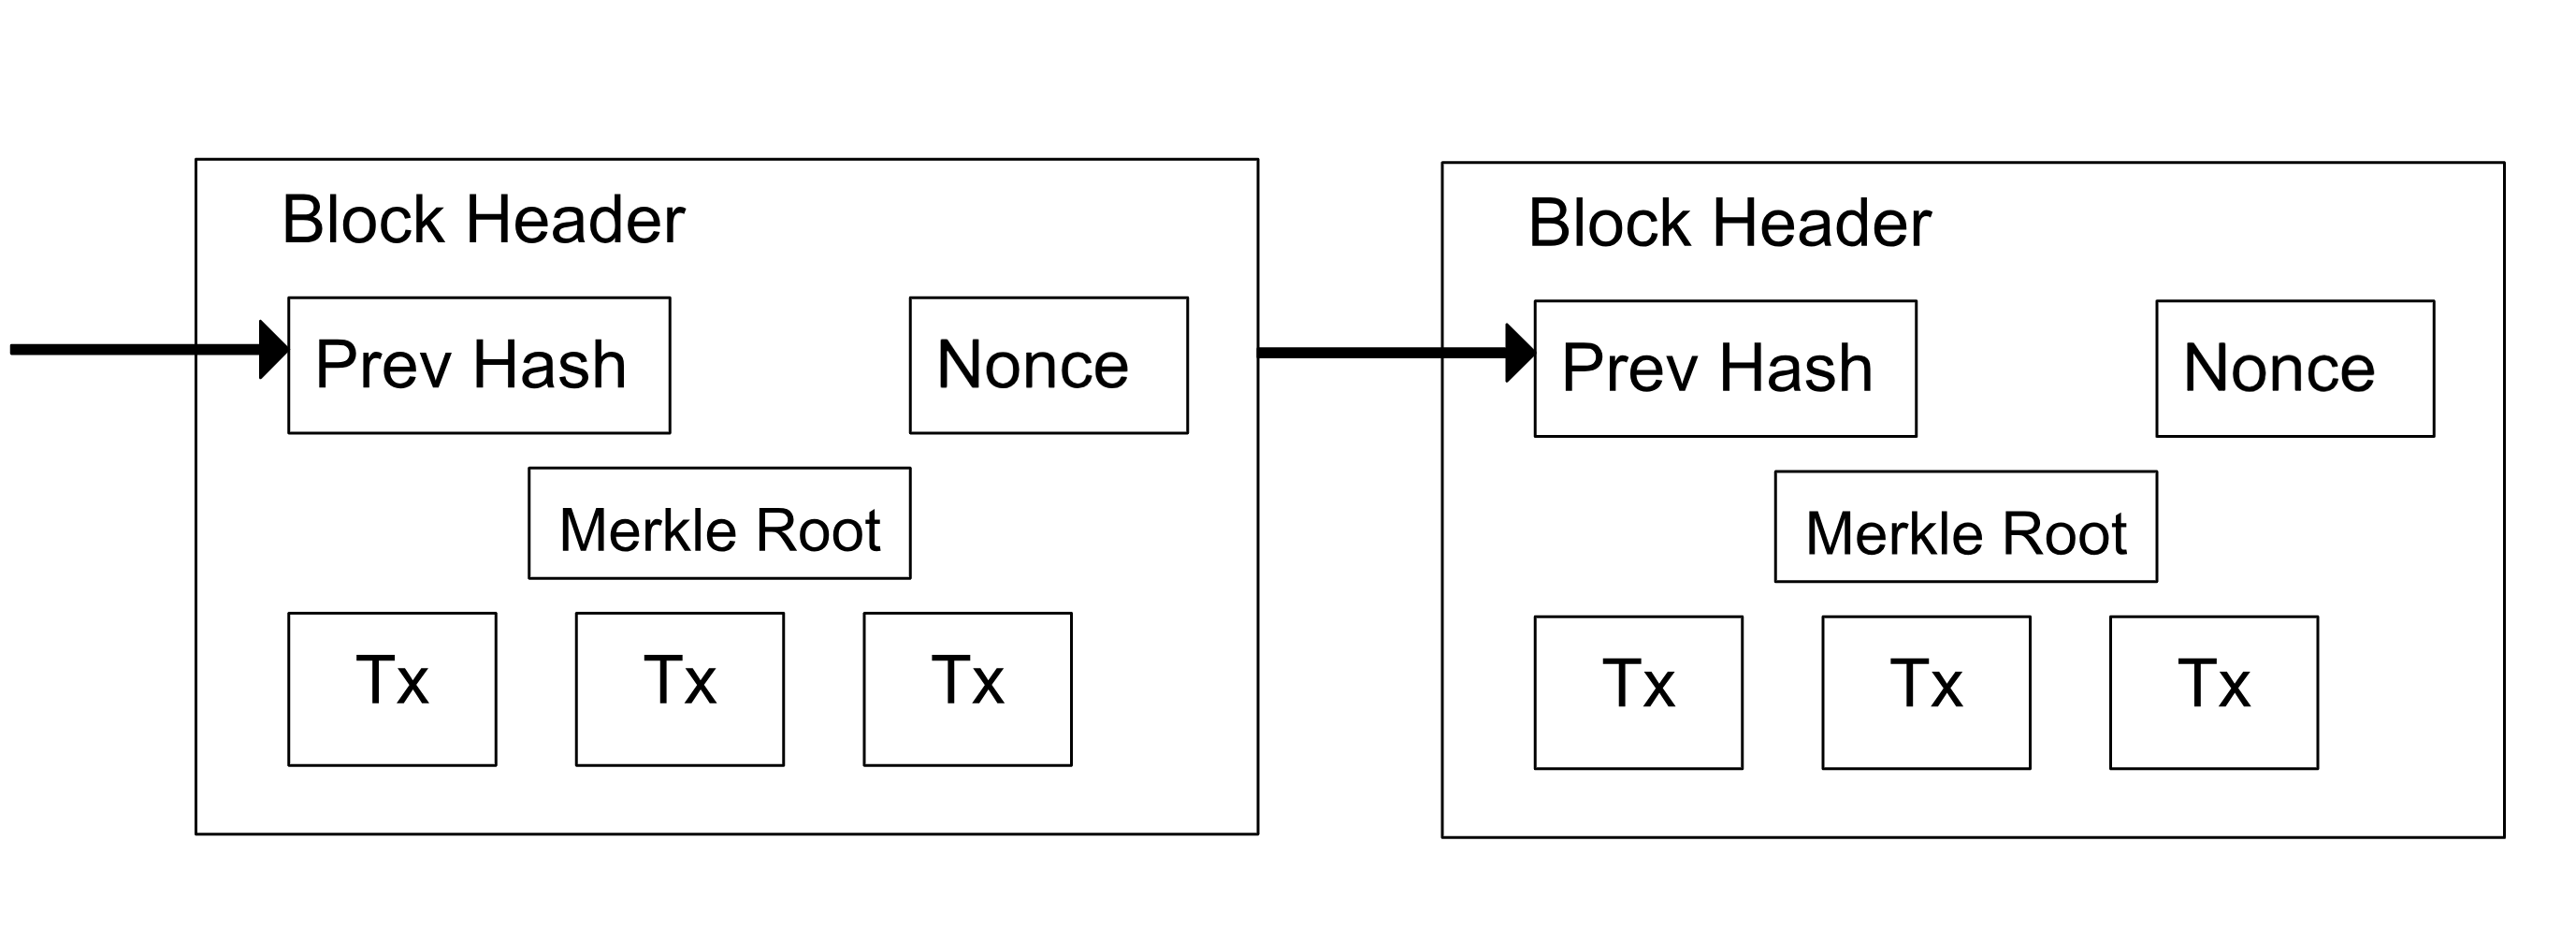 Block Header
Prev Hash
Nonce
Merkle Root
Tx
Tx
Tx
Block Header
Prev Hash
Nonce
Merkle Root
Tx
Tx
Tx